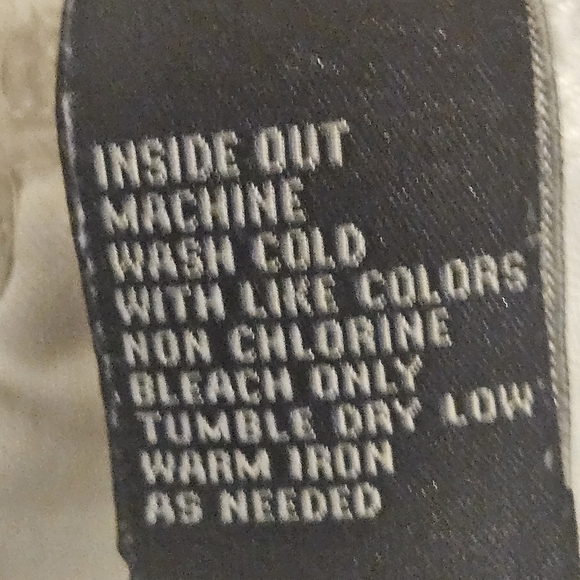 INSIDE OUT
MACHINE
WASH COLD
WITH LIKE COLORS
NON CHLORINE
BLEACH ONLY
TUMBLE DRY LOW
WARM IRON
AS NEEDED